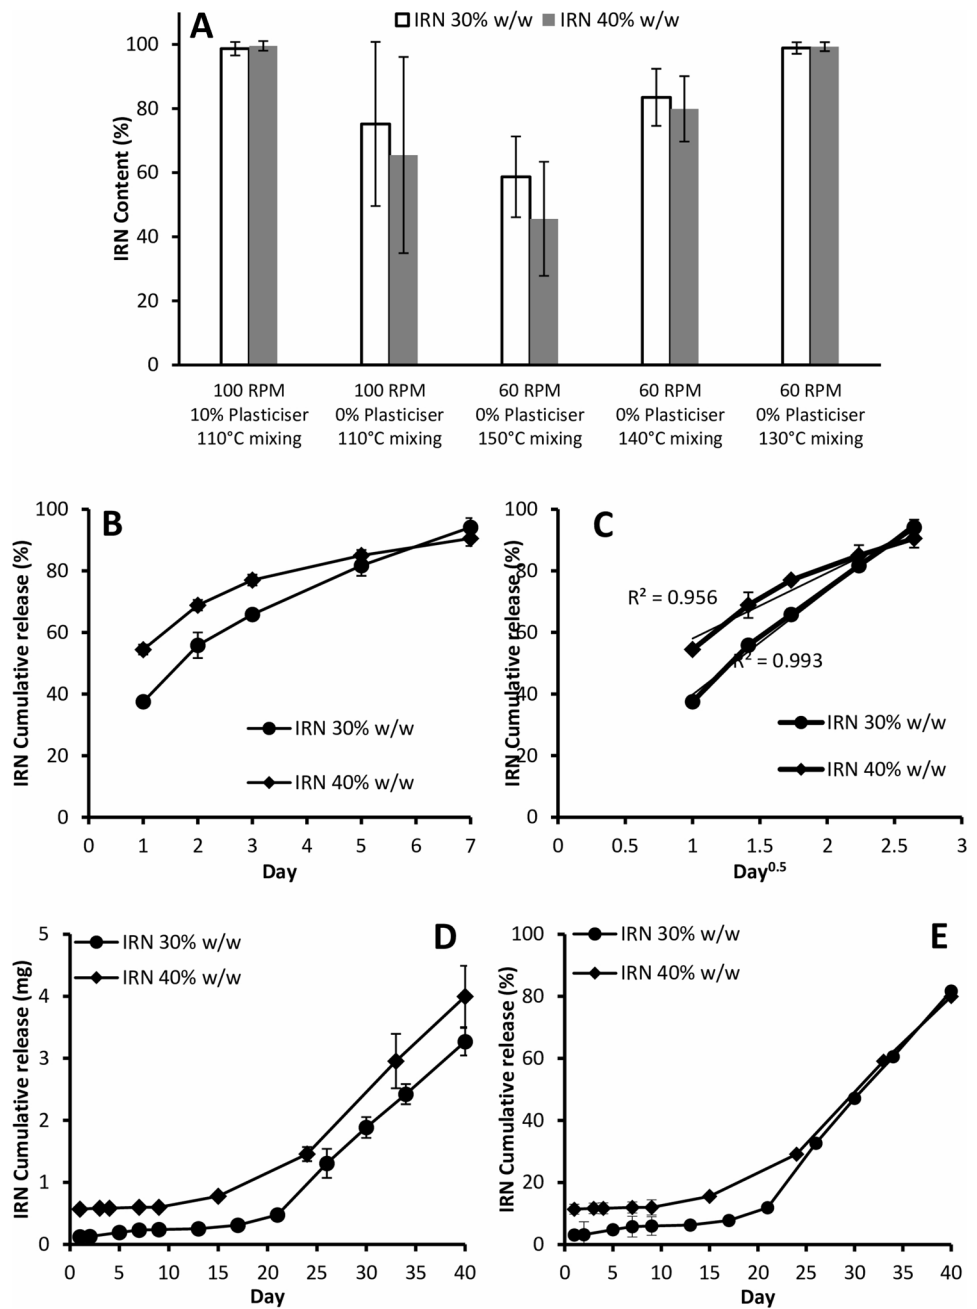 A
IRN 30% w/w
IRN 40% w/w
IRN Content (%)
100
80
60
40
20
0
100 RPM
10% Plasticiser
110°C mixing
100 RPM
0% Plasticiser
110°C mixing
60 RPM
0% Plasticiser
150°C mixing
60 RPM
0% Plasticiser
140°C mixing
60 RPM
0% Plasticiser
130°C mixing
B
IRN Cumulative release (%)
100
80
60
40
20
0
IRN 30% w/w
IRN 40% w/w
0 1 2 3 5 7
Day
C
IRN Cumulative release (%)
100
80
60
40
20
0
R² = 0.956
R² = 0.993
IRN 30% w/w
IRN 40% w/w
0 0.5 1 1.5 2 2.5 3
Day0.5
D
IRN 30% w/w
IRN 40% w/w
IRN Cumulative release (mg)
5
4
3
2
1
0
0 5 10 15 20 25 30 35 40
Day
E
IRN 30% w/w
IRN 40% w/w
IRN Cumulative release (%)
100
80
60
40
20
0
0 5 10 15 20 25 30 35 40
Day